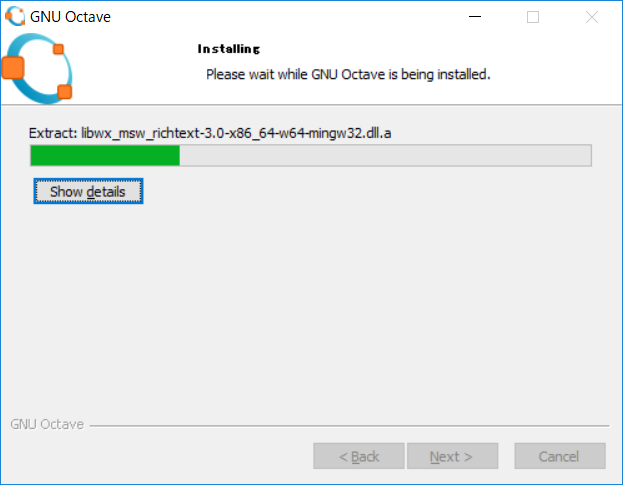 GNU Octave
Installing
Please wait while GNU Octave is being installed.
Extract: libwx_msw_richtext-3.0-x86_64-w64-mingw32.dll.a
Show details
GNU Octave
< Back
Next >
Cancel